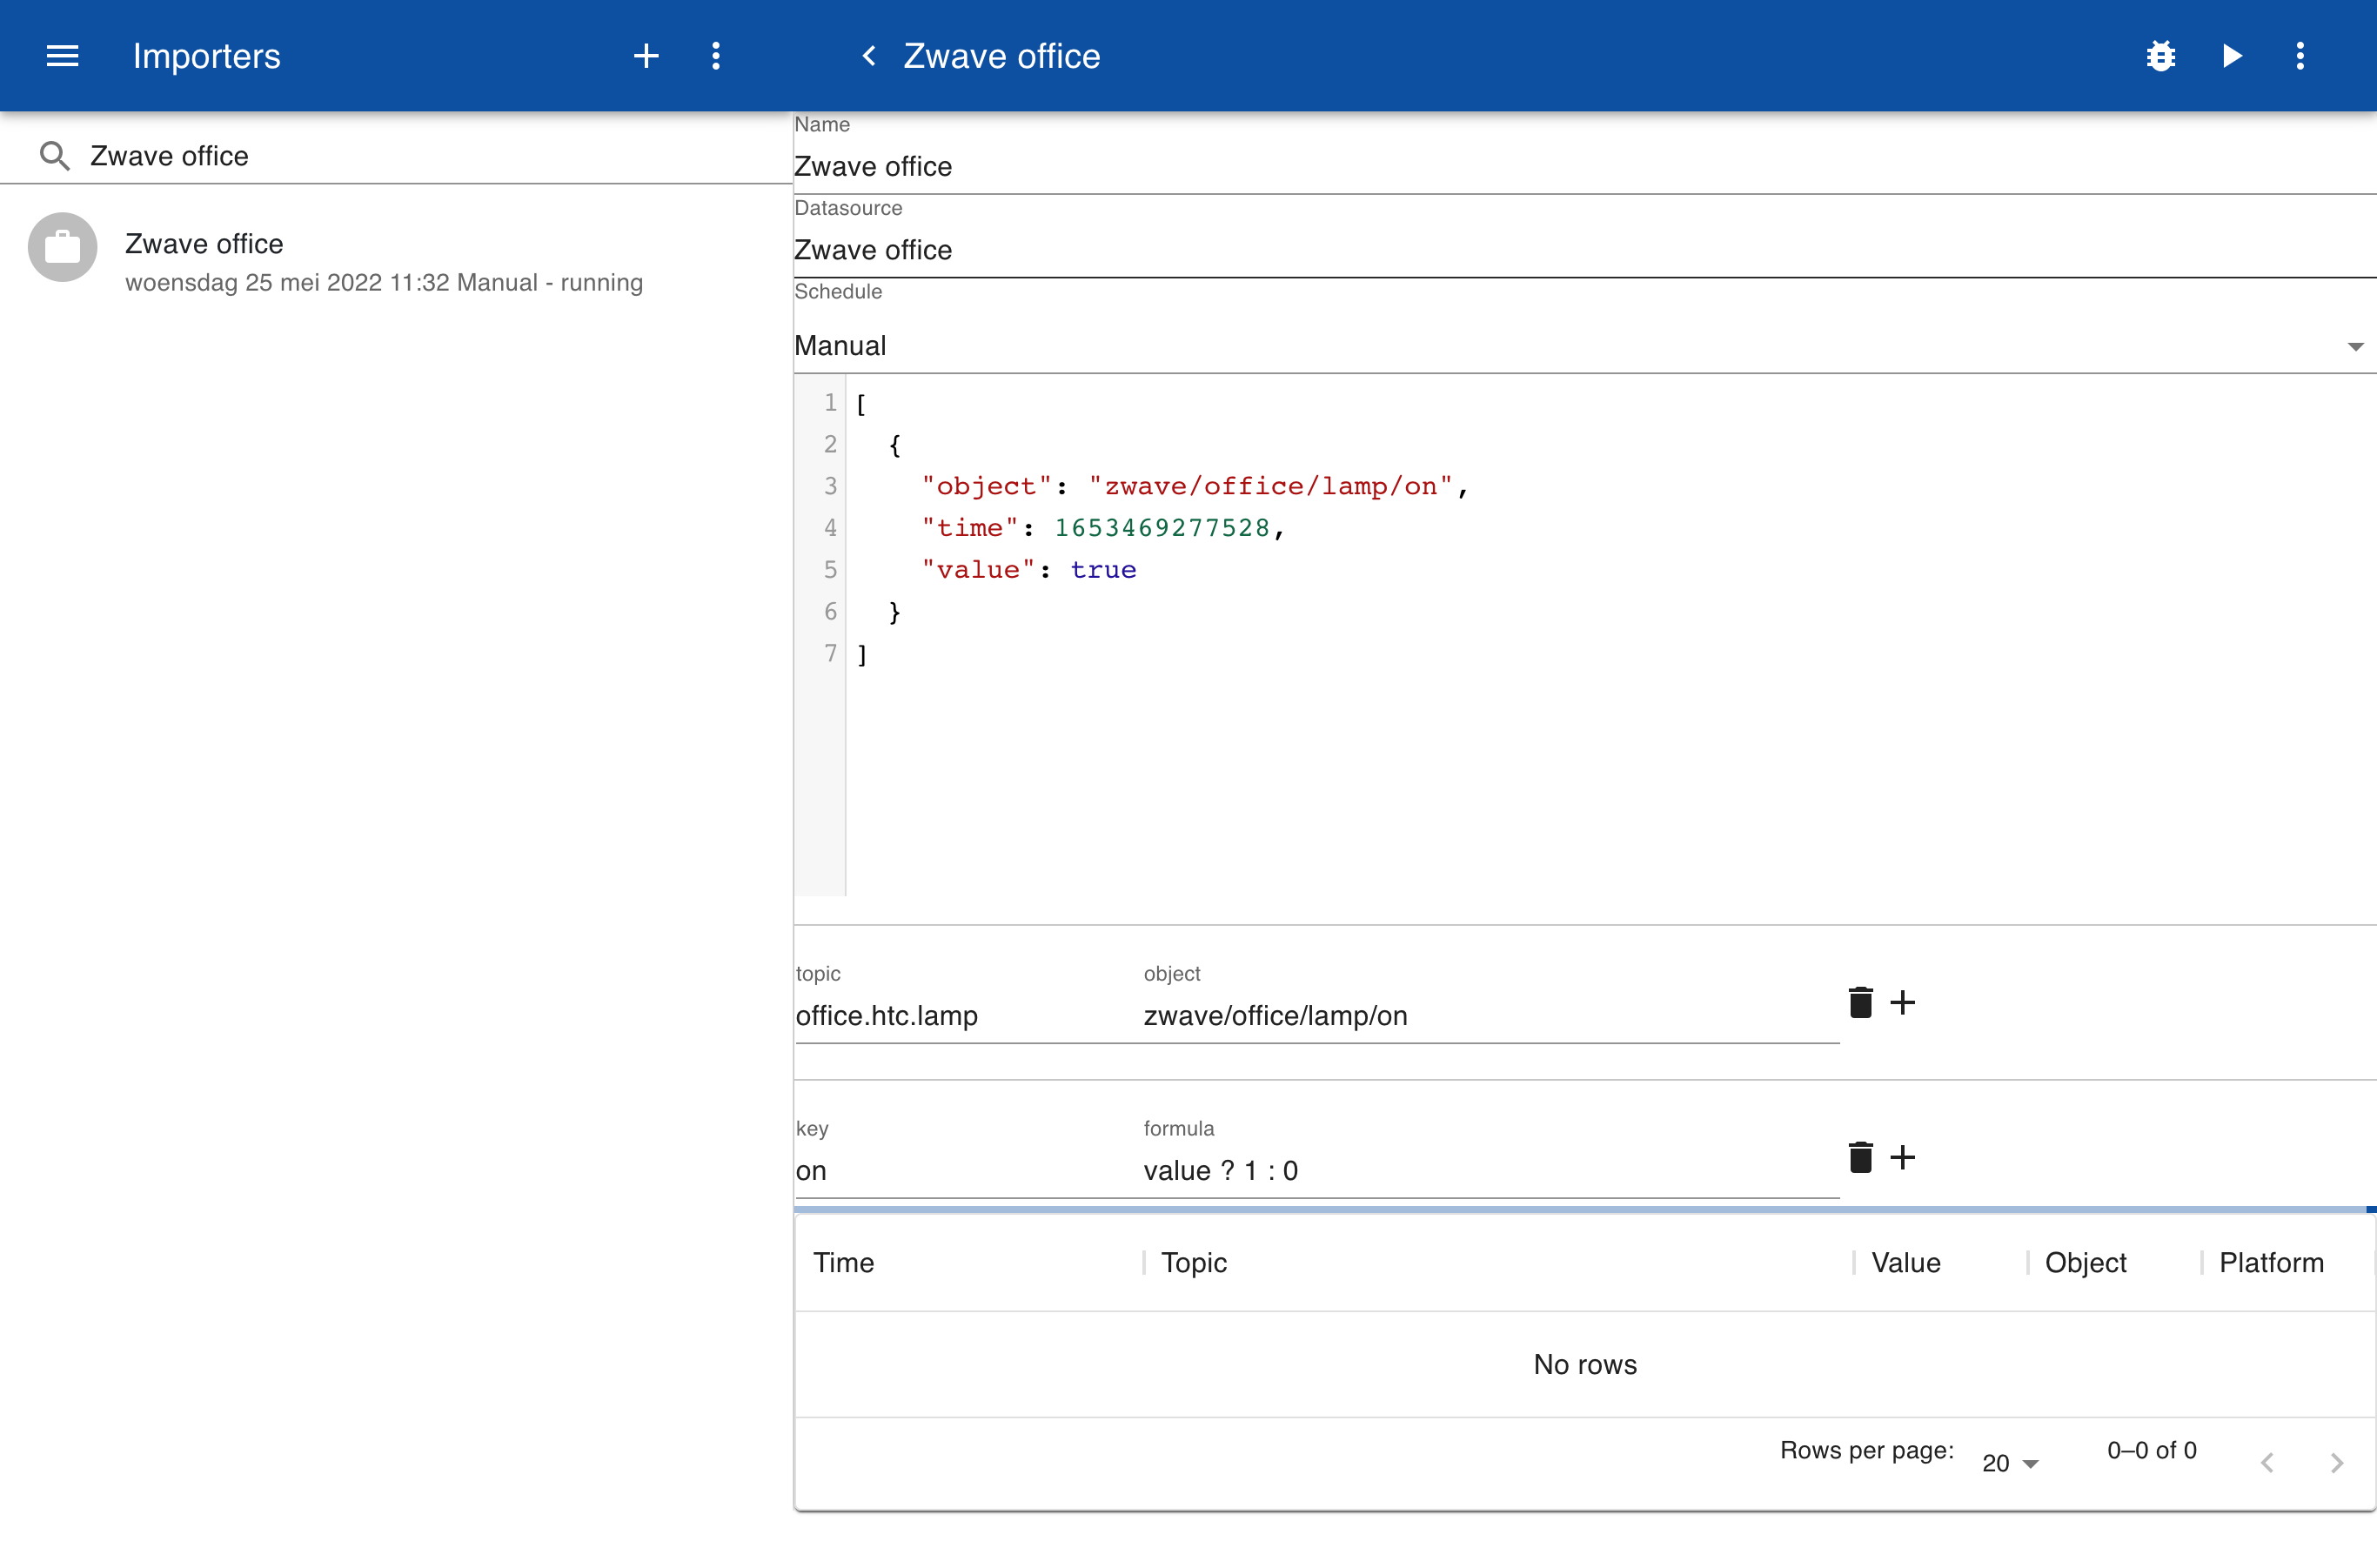 Importers
Zwave office
Zwave office
Zwave office
woensdag 25 mei 2022 11:32 Manual - running
Name
Zwave office
Datasource
Zwave office
Schedule
Manual
1 [
2 {
3 "object": "zwave/office/lamp/on",
4 "time": 1653469277528,
5 "value": true
6 }
7 ]
topic object
office.htc.lamp zwave/office/lamp/on
key formula
on value ? 1 : 0
Time Topic Value Object Platform
No rows
Rows per page: 20 0–0 of 0